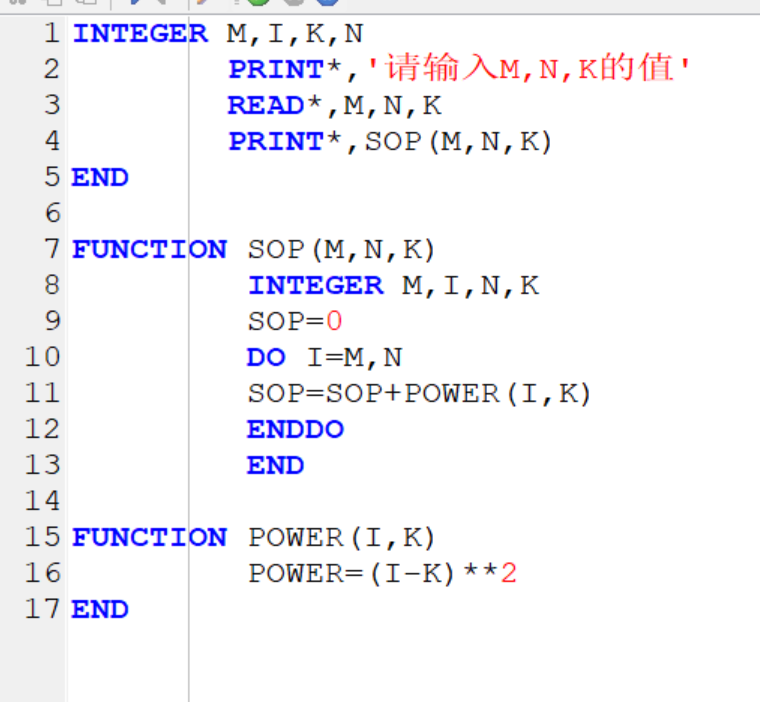 1 INTEGER M,I,K,N
2 PRINT*,'请输入M,N,K的值'
3 READ*,M,N,K
4 PRINT*,SOP(M,N,K)
5 END
6
7 FUNCTION SOP(M,N,K)
8 INTEGER M,I,N,K
9 SOP=0
10 DO I=M,N
11 SOP=SOP+POWER(I,K)
12 ENDDO
13 END
14
15 FUNCTION POWER(I,K)
16 POWER=(I-K)**2
17 END